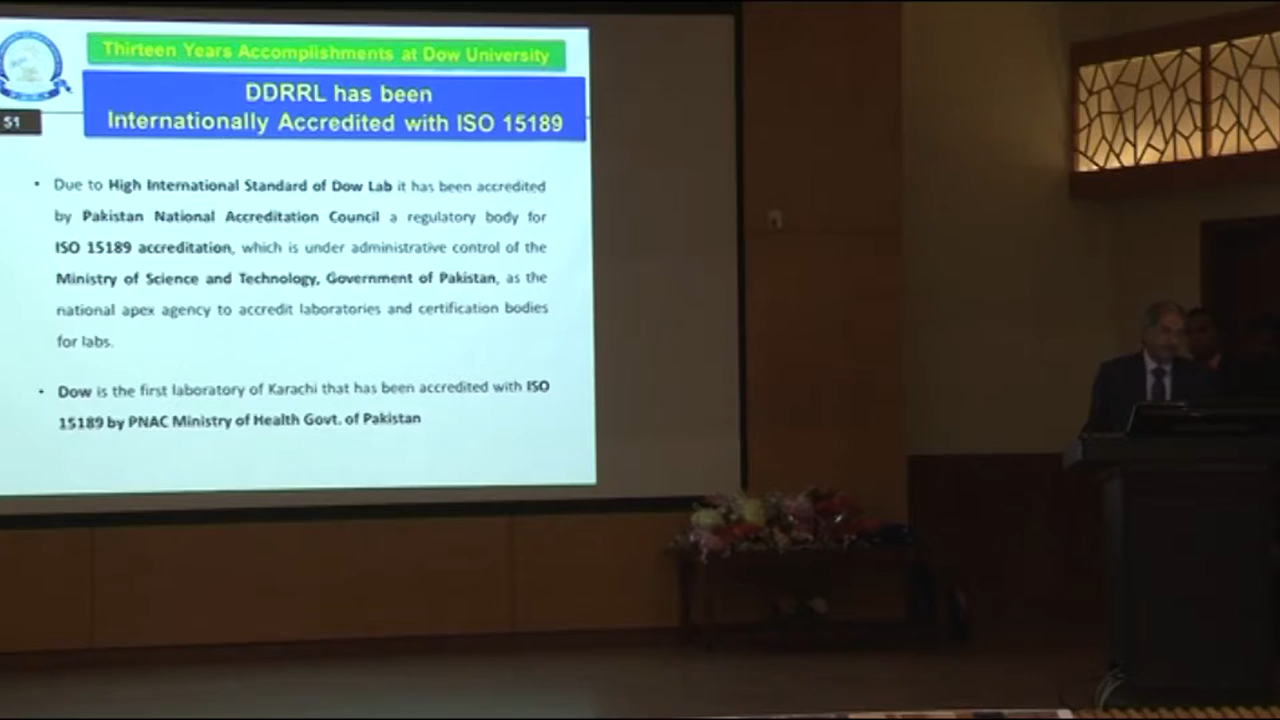 Thirteen Years Accomplishments at Dow University
DDRRL has been
Internationally Accredited with ISO 15189
51
• Due to High International Standard of Dow Lab it has been accredited
by Pakistan National Accreditation Council a regulatory body for
ISO 15189 accreditation, which is under administrative control of the
Ministry of Science and Technology, Government of Pakistan, as the
national apex agency to accredit laboratories and certification bodies
for labs.
• Dow is the first laboratory of Karachi that has been accredited with ISO
15189 by PNAC Ministry of Health Govt. of Pakistan